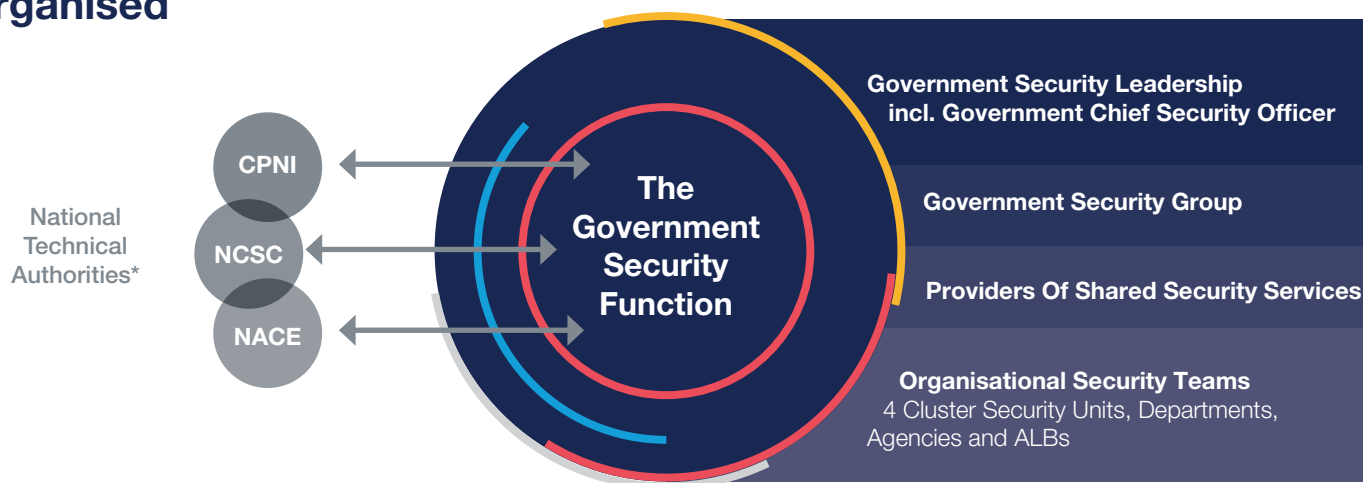 rganised
National
Technical
Authorities*
CPNI
NCSC
NACE
The
Government
Security
Function
Government Security Leadership
incl. Government Chief Security Officer
Government Security Group
Providers Of Shared Security Services
Organisational Security Teams
4 Cluster Security Units, Departments,
Agencies and ALBs